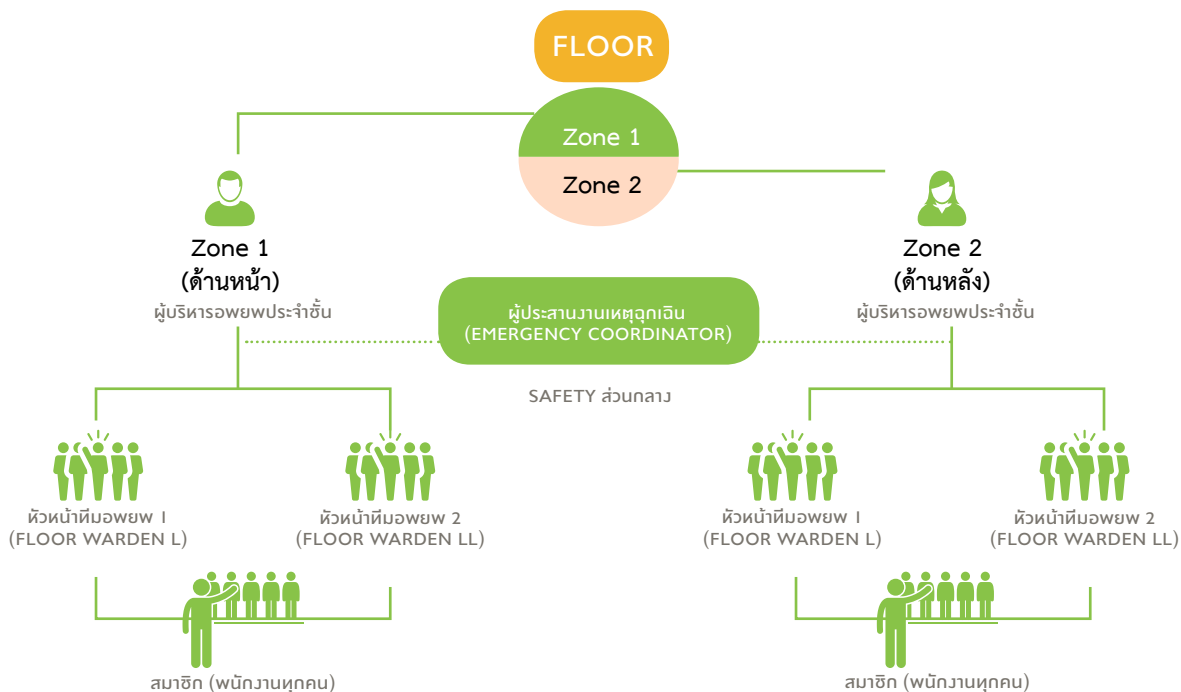 FLOOR
Zone 1
Zone 2
Zone 1
(ด้านหน้า)
ผู้บริหารอพยพประจำชั้น
Zone 2
(ด้านหลัง)
ผู้บริหารอพยพประจำชั้น
ผู้ประสานงานเหตุฉุกเฉิน
(EMERGENCY COORDINATOR)
SAFETY ส่วนกลาง
หัวหน้าทีมอพยพ 1
(FLOOR WARDEN L)
หัวหน้าทีมอพยพ 2
(FLOOR WARDEN LL)
สมาชิก (พนักงานทุกคน)
หัวหน้าทีมอพยพ 1
(FLOOR WARDEN L)
หัวหน้าทีมอพยพ 2
(FLOOR WARDEN LL)
สมาชิก (พนักงานทุกคน)